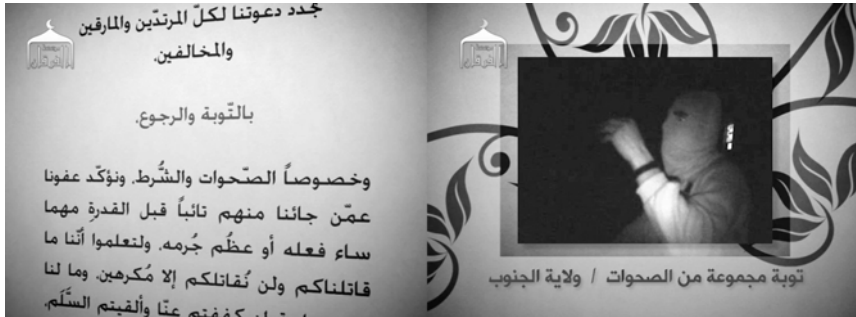 نجدد دعوتنا لكلّ المرتدّين والمارقين
والمخالفين.
بالتّوبة والرجوع.
وخصوصاً الصّحوات والشُّرط. ونؤكّد عفونا
عمّن جائنا منهم تائباً قبل القدرةِ مهما
ساء فعله أو عظُم جُرمه. ولتعلموا أنّنا ما
قاتلناكم ولن نُقاتلكم إلا مُكرهين. وما لنا
كففتم عنّا وألقيتم السَّلَم.
توبة مجموعة من الصحوات / ولاية الجنوب